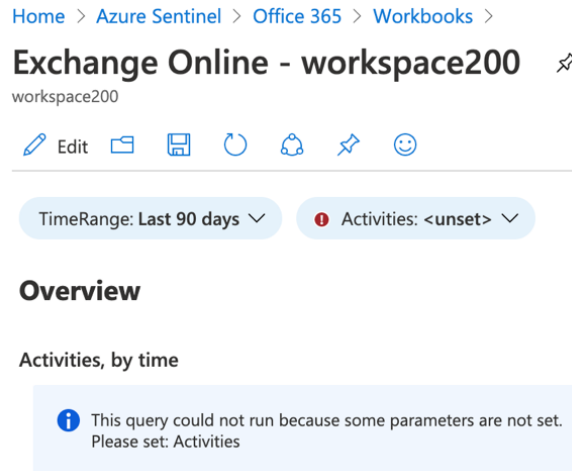 Home > Azure Sentinel > Office 365 > Workbooks >
Exchange Online - workspace200
workspace200
Edit
TimeRange: Last 90 days Activities: <unset>
Overview
Activities, by time
This query could not run because some parameters are not set.
Please set: Activities